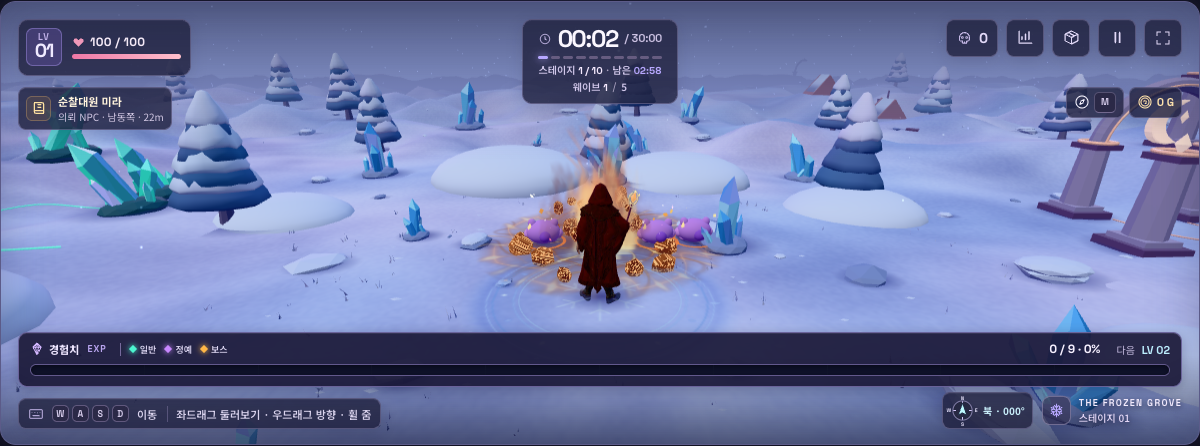 LV
01
100 / 100
순찰대원 미라
의뢰 NPC · 남동쪽 · 22m
00:02 / 30:00
스테이지 1 / 10 · 남은 02:58
웨이브 1 / 5
0
M
0 G
경험치 EXP 일반 정예 보스
0 / 9 · 0% 다음 LV 02
W A S D 이동 좌드래그 둘러보기 · 우드래그 방향 · 휠 줌
N
W E
S
북 · 000°
THE FROZEN GROVE
스테이지 01